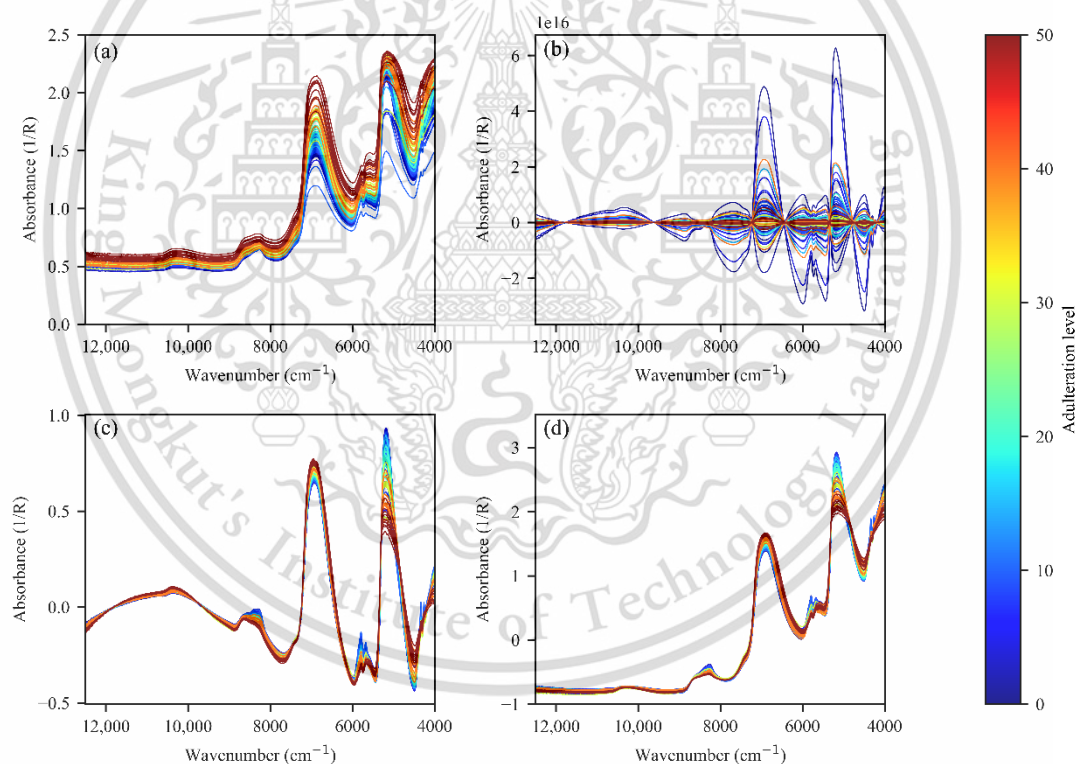 1e16
(a)
2.5
2.0
1.5
1.0
0.5
0.0
Absorbance (1/R)
12,000 10,000 8000 6000 4000
Wavenumber (cm⁻¹)
(b)
6
4
2
0
−2
Absorbance (1/R)
12,000 10,000 8000 6000 4000
Wavenumber (cm⁻¹)
(c)
1.0
0.5
0.0
−0.5
Absorbance (1/R)
12,000 10,000 8000 6000 4000
Wavenumber (cm⁻¹)
(d)
3
2
1
0
−1
Absorbance (1/R)
12,000 10,000 8000 6000 4000
Wavenumber (cm⁻¹)
50
40
30
20
10
0
Adulteration level
King Mongkut's Institute of Technology Ladkrabang